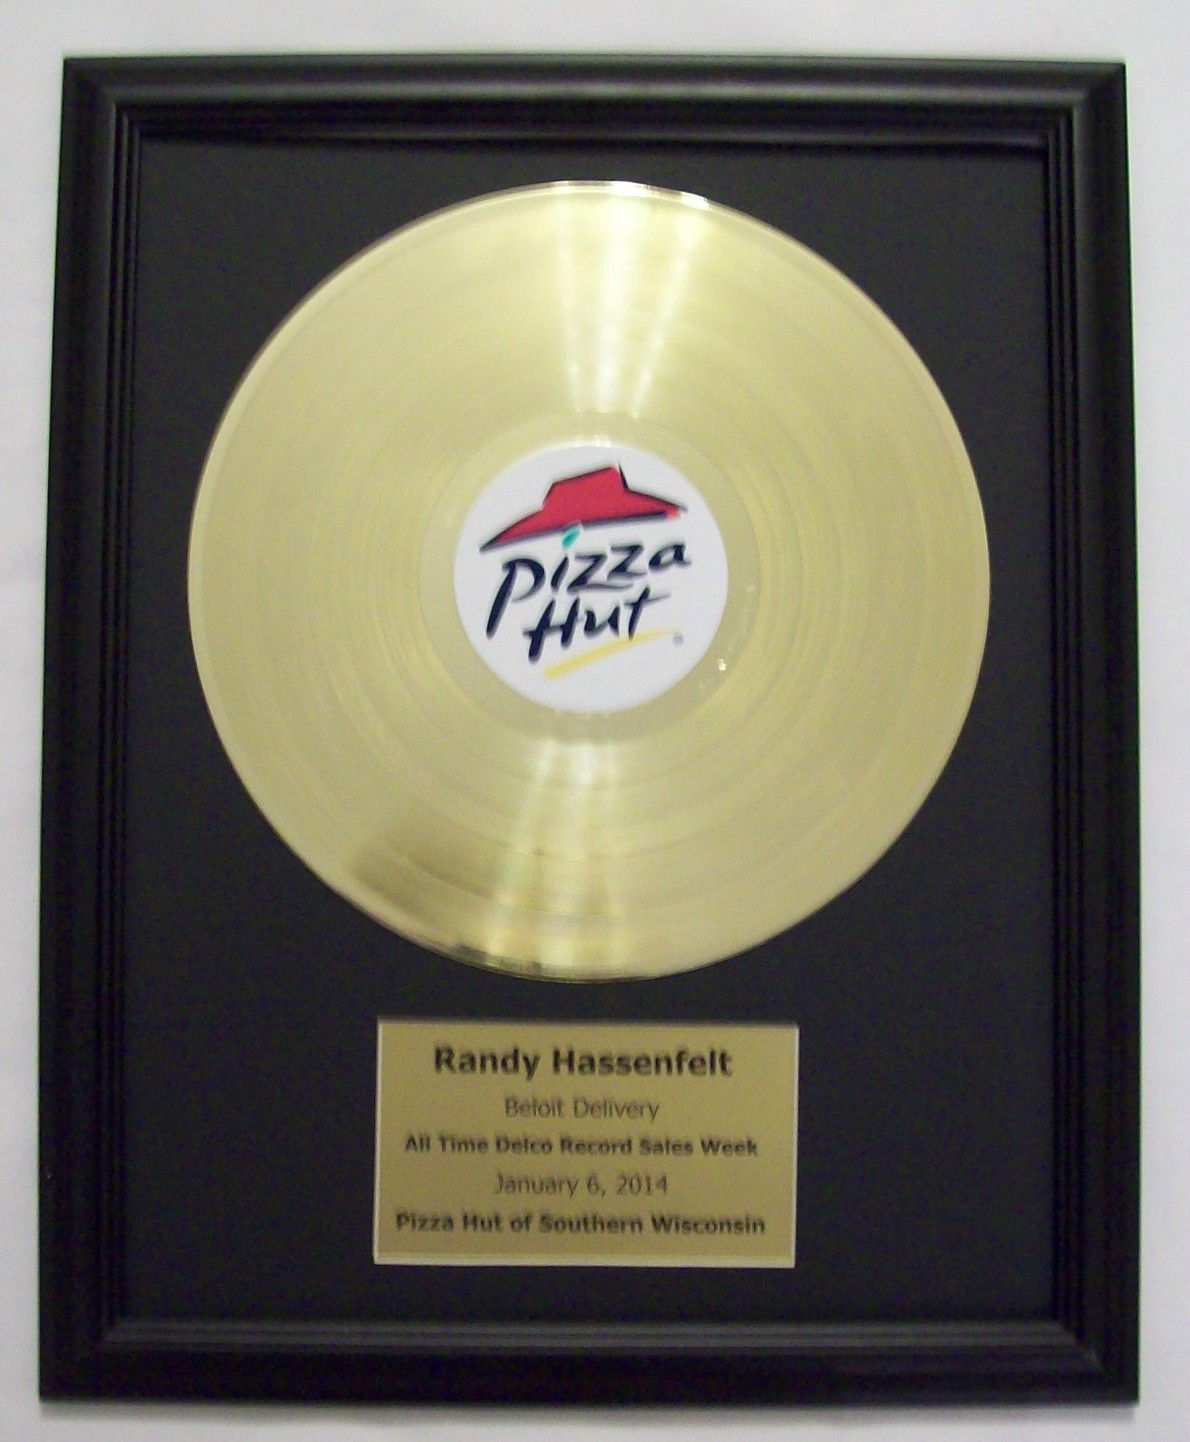 Pizza
Hut
®
Randy Hassenfelt
Beloit Delivery
All Time Delco Record Sales Week
January 6, 2014
Pizza Hut of Southern Wisconsin